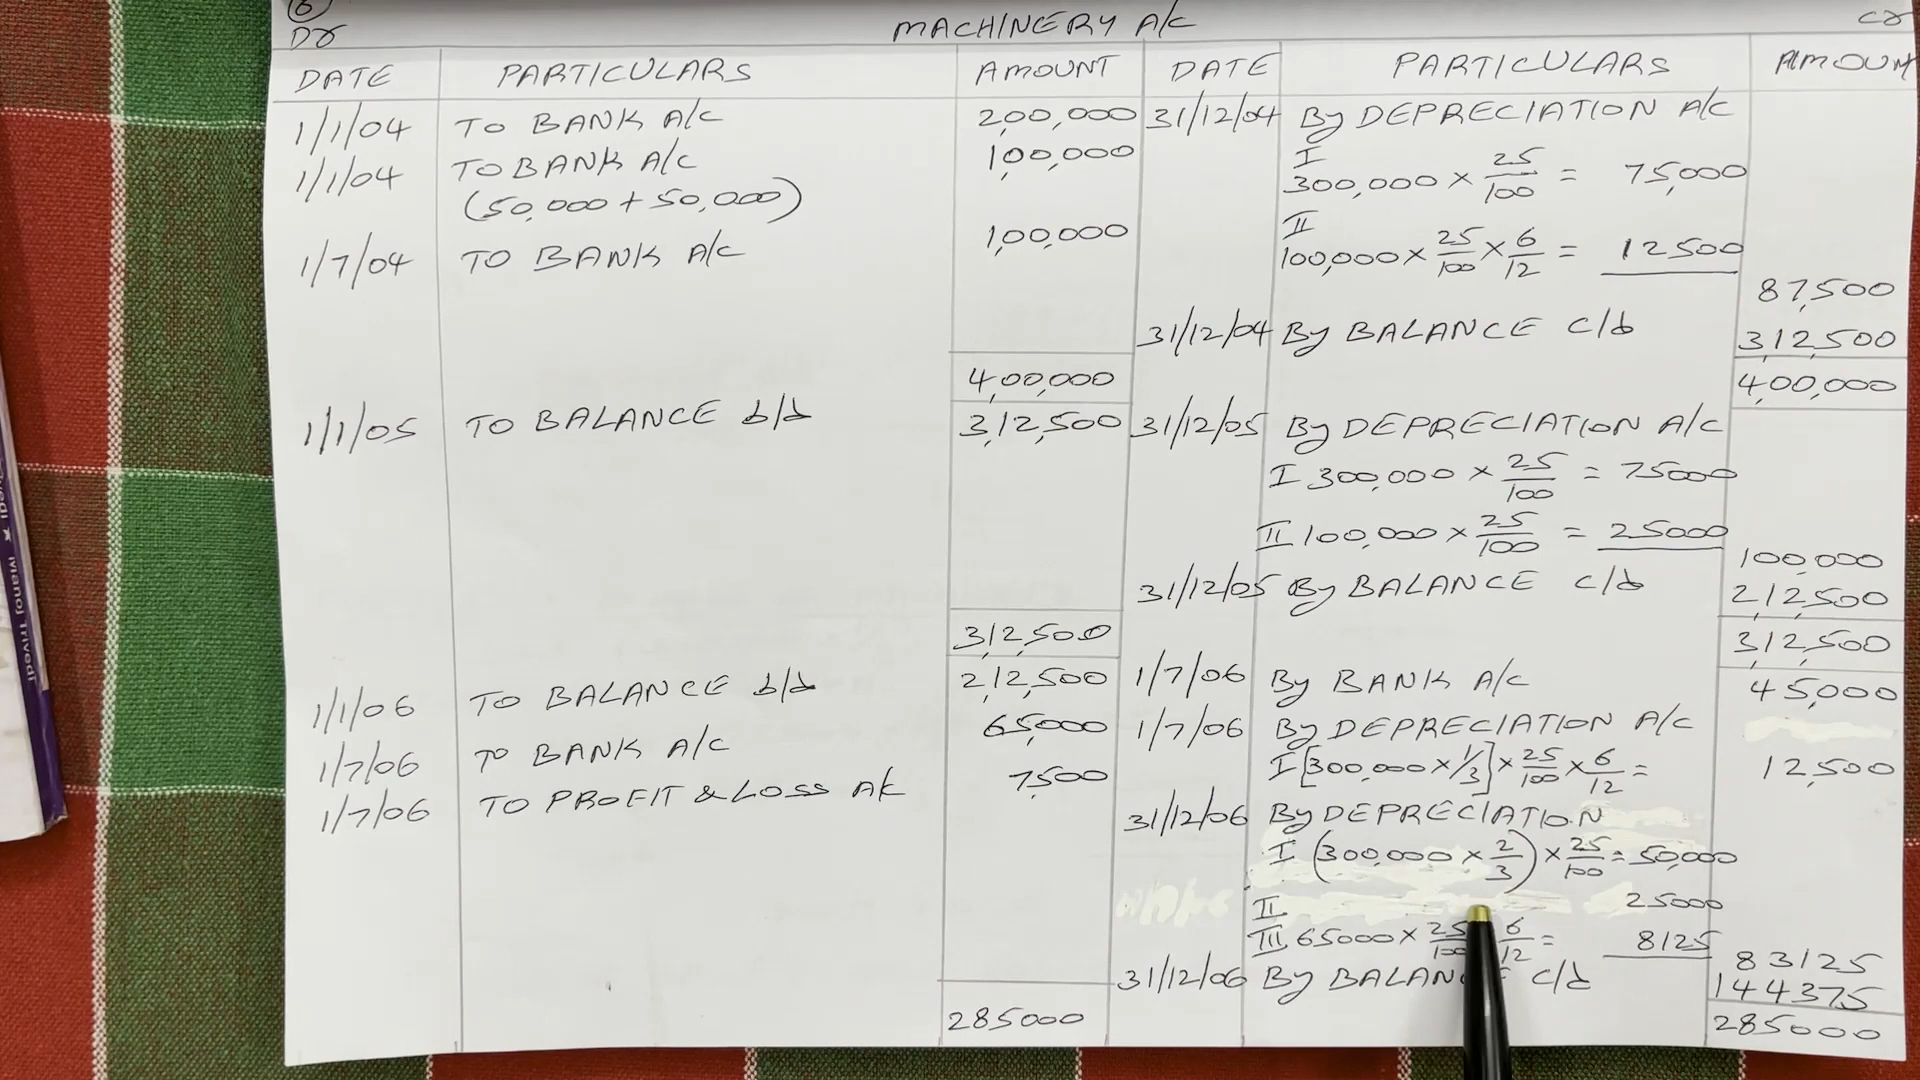 6
Dr MACHINERY A/c Cr
DATE PARTICULARS AMOUNT DATE PARTICULARS AMOUNT
1/1/04 TO BANK A/c 2,00,000 31/12/04 By DEPRECIATION A/c
1/1/04 TO BANK A/c 1,00,000 I
(50,000 + 50,000) 300,000 × 25/100 = 75,000
1/7/04 TO BANK A/c 1,00,000 II
100,000 × 25/100 × 6/12 = 12500
87,500
31/12/04 By BALANCE c/d 3,12,500
4,00,000 4,00,000
1/1/05 TO BALANCE b/d 3,12,500 31/12/05 By DEPRECIATION A/c
I 300,000 × 25/100 = 75000
II 100,000 × 25/100 = 25000
100,000
31/12/05 By BALANCE c/d 2,12,500
3,12,500 3,12,500
1/1/06 TO BALANCE b/d 2,12,500 1/7/06 By BANK A/c 45,000
1/7/06 TO BANK A/c 65,000 1/7/06 By DEPRECIATION A/c
1/7/06 TO PROFIT & LOSS A/c 7,500 I [300,000 × 1/3] × 25/100 × 6/12 = 12,500
31/12/06 By DEPRECIATION
I (300,000 × 2/3) × 25/100 = 50,000
II 25000
III 65000 × 25/100 6/12 = 8125
83125
31/12/06 By BALANCE c/d 144375
285000 285000
Manoj Trivedi